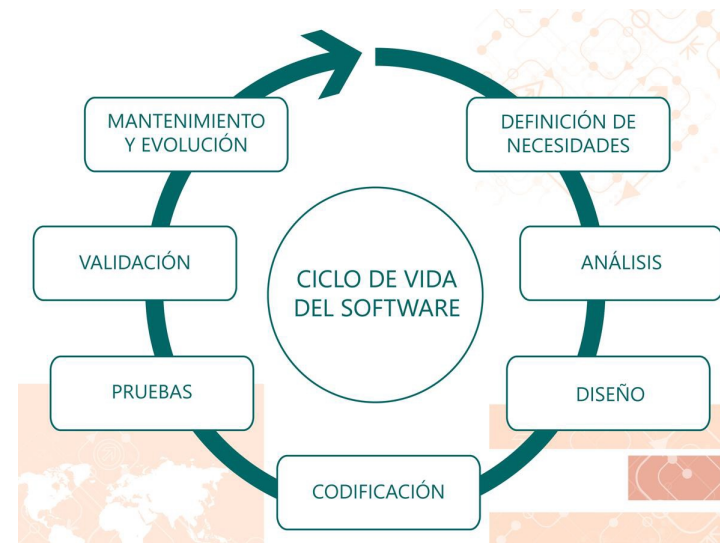 MANTENIMIENTO
Y EVOLUCIÓN
DEFINICIÓN DE
NECESIDADES
VALIDACIÓN
CICLO DE VIDA
DEL SOFTWARE
ANÁLISIS
PRUEBAS
DISEÑO
CODIFICACIÓN